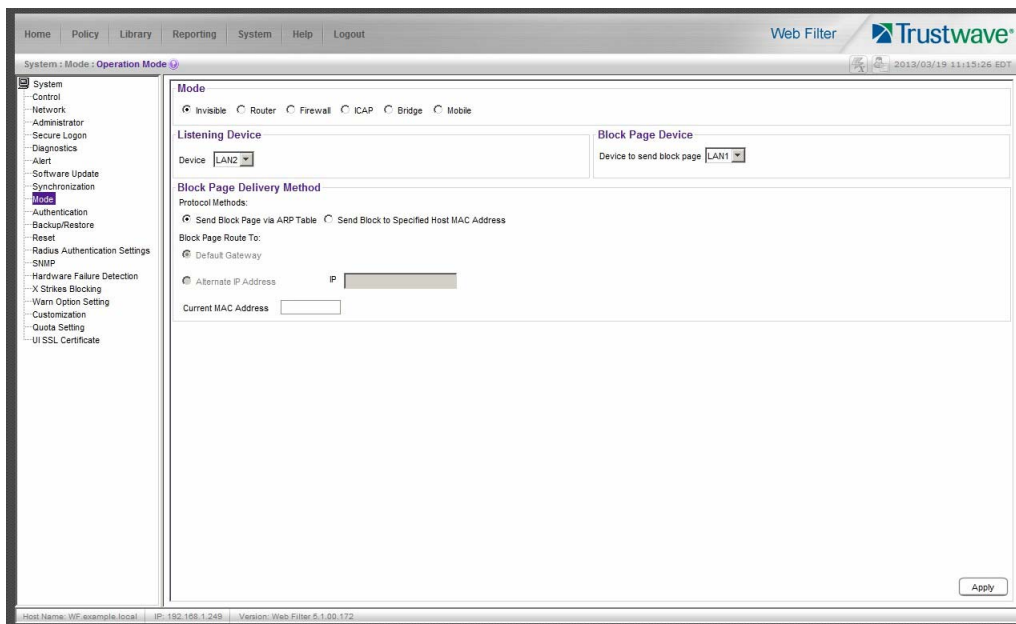 Home Policy Library Reporting System Help Logout Web Filter Trustwave®
System : Mode : Operation Mode 2013/03/19 11:15:26 EDT
System
Control
Network
Administrator
Secure Logon
Diagnostics
Alert
Software Update
Synchronization
Mode
Authentication
Backup/Restore
Reset
Radius Authentication Settings
SNMP
Hardware Failure Detection
X Strikes Blocking
Warn Option Setting
Customization
Quota Setting
UI SSL Certificate
Mode
Invisible Router Firewall ICAP Bridge Mobile
Listening Device
Device LAN2
Block Page Device
Device to send block page LAN1
Block Page Delivery Method
Protocol Methods:
Send Block Page via ARP Table Send Block to Specified Host MAC Address
Block Page Route To:
Default Gateway
Alternate IP Address IP
Current MAC Address
Apply
Host Name: WF.example.local IP: 192.168.1.249 Version: Web Filter 5.1.00.172